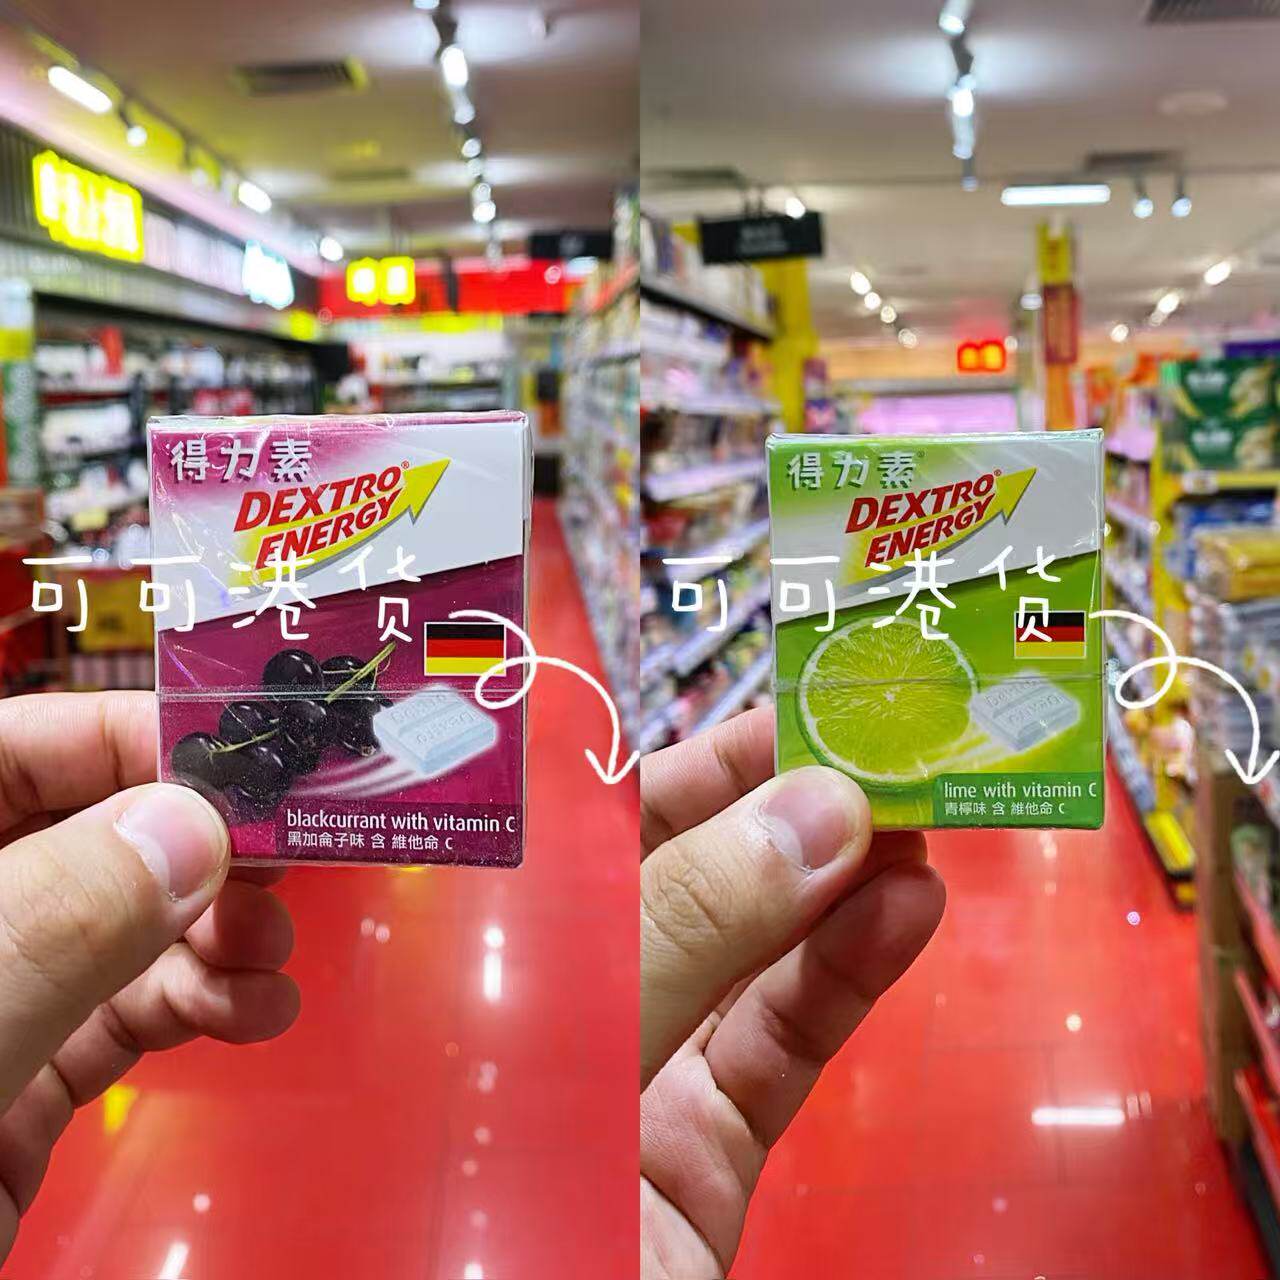 得力素
DEXTRO®
ENERGY
可可港货
blackcurrant with vitamin C
黑加侖子味 含 維他命 C
得力素®
DEXTRO®
ENERGY
可可港货
lime with vitamin C
青檸味 含 維他命 C